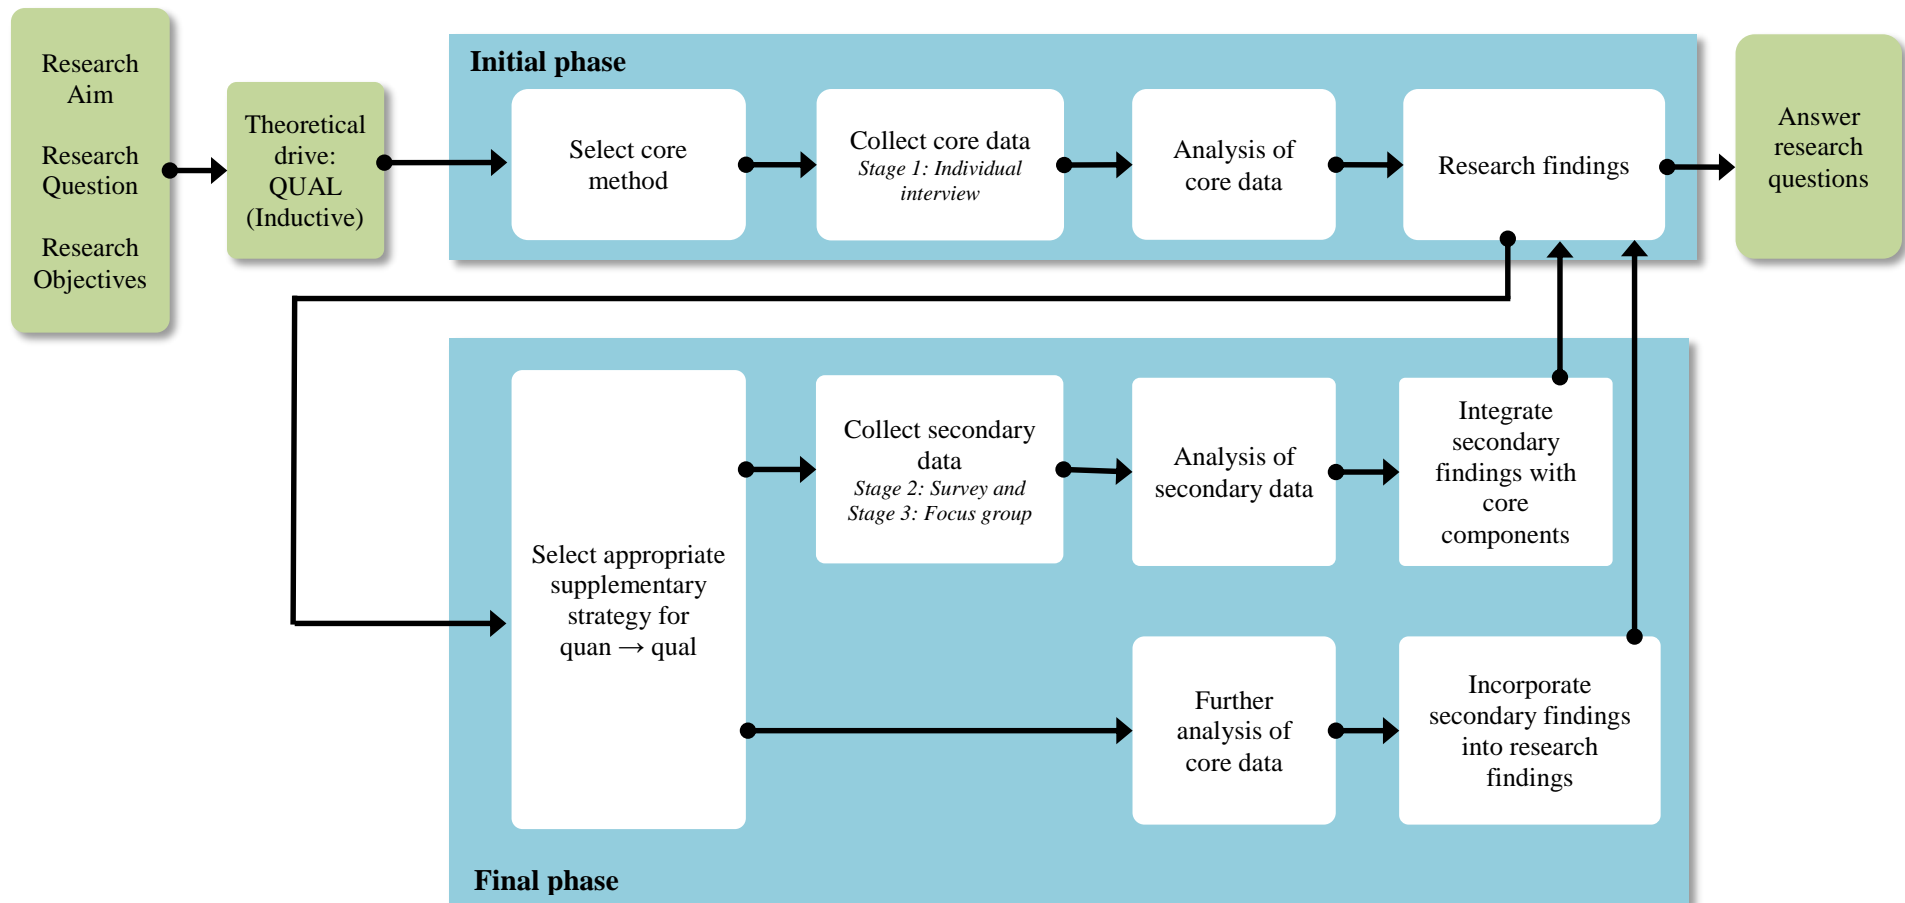 Research
Aim
Research
Question
Research
Objectives
Theoretical
drive:
QUAL
(Inductive)
Initial phase
Select core
method
Collect core data
Stage 1: Individual
interview
Analysis of
core data
Research findings
Answer
research
questions
Select appropriate
supplementary
strategy for
quan → qual
Collect secondary
data
Stage 2: Survey and
Stage 3: Focus group
Analysis of
secondary data
Integrate
secondary
findings with
core
components
Further
analysis of
core data
Incorporate
secondary findings
into research
findings
Final phase